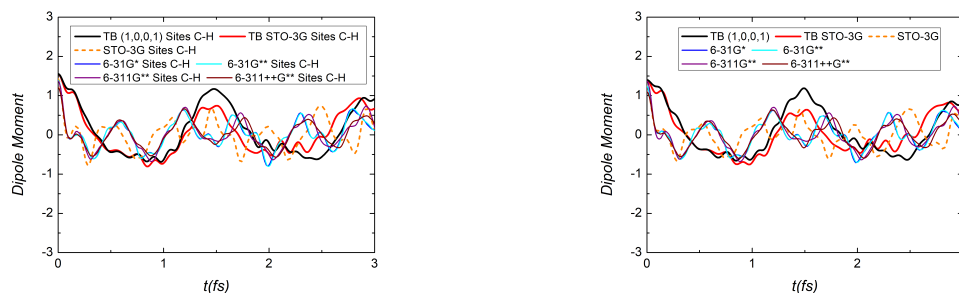 3
TB (1,0,0,1) Sites C-H TB STO-3G Sites C-H
STO-3G Sites C-H
6-31G* Sites C-H 6-31G** Sites C-H
6-311G** Sites C-H 6-311++G** Sites C-H
2
1
0
-1
-2
-3
Dipole Moment
0 1 2 3
t(fs)
3
TB (1,0,0,1) TB STO-3G STO-3G
6-31G* 6-31G**
6-311G** 6-311++G**
2
1
0
-1
-2
-3
Dipole Moment
0 1 2 3
t(fs)